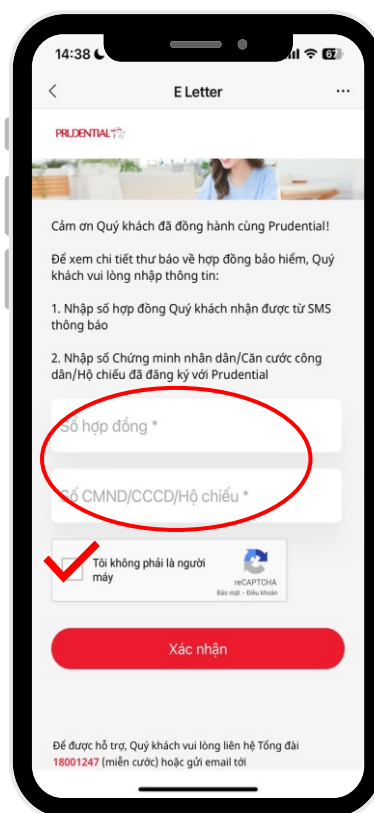 14:38
67
E Letter
PRUDENTIAL
Cảm ơn Quý khách đã đồng hành cùng Prudential!
Để xem chi tiết thư báo về hợp đồng bảo hiểm, Quý
khách vui lòng nhập thông tin:
1. Nhập số hợp đồng Quý khách nhận được từ SMS
thông báo
2. Nhập số Chứng minh nhân dân/Căn cước công
dân/Hộ chiếu đã đăng ký với Prudential
Số hợp đồng *
Số CMND/CCCD/Hộ chiếu *
Tôi không phải là người
máy
reCAPTCHA
Bảo mật - Điều khoản
Xác nhận
Để được hỗ trợ, Quý khách vui lòng liên hệ Tổng đài
18001247 (miễn cước) hoặc gửi email tới